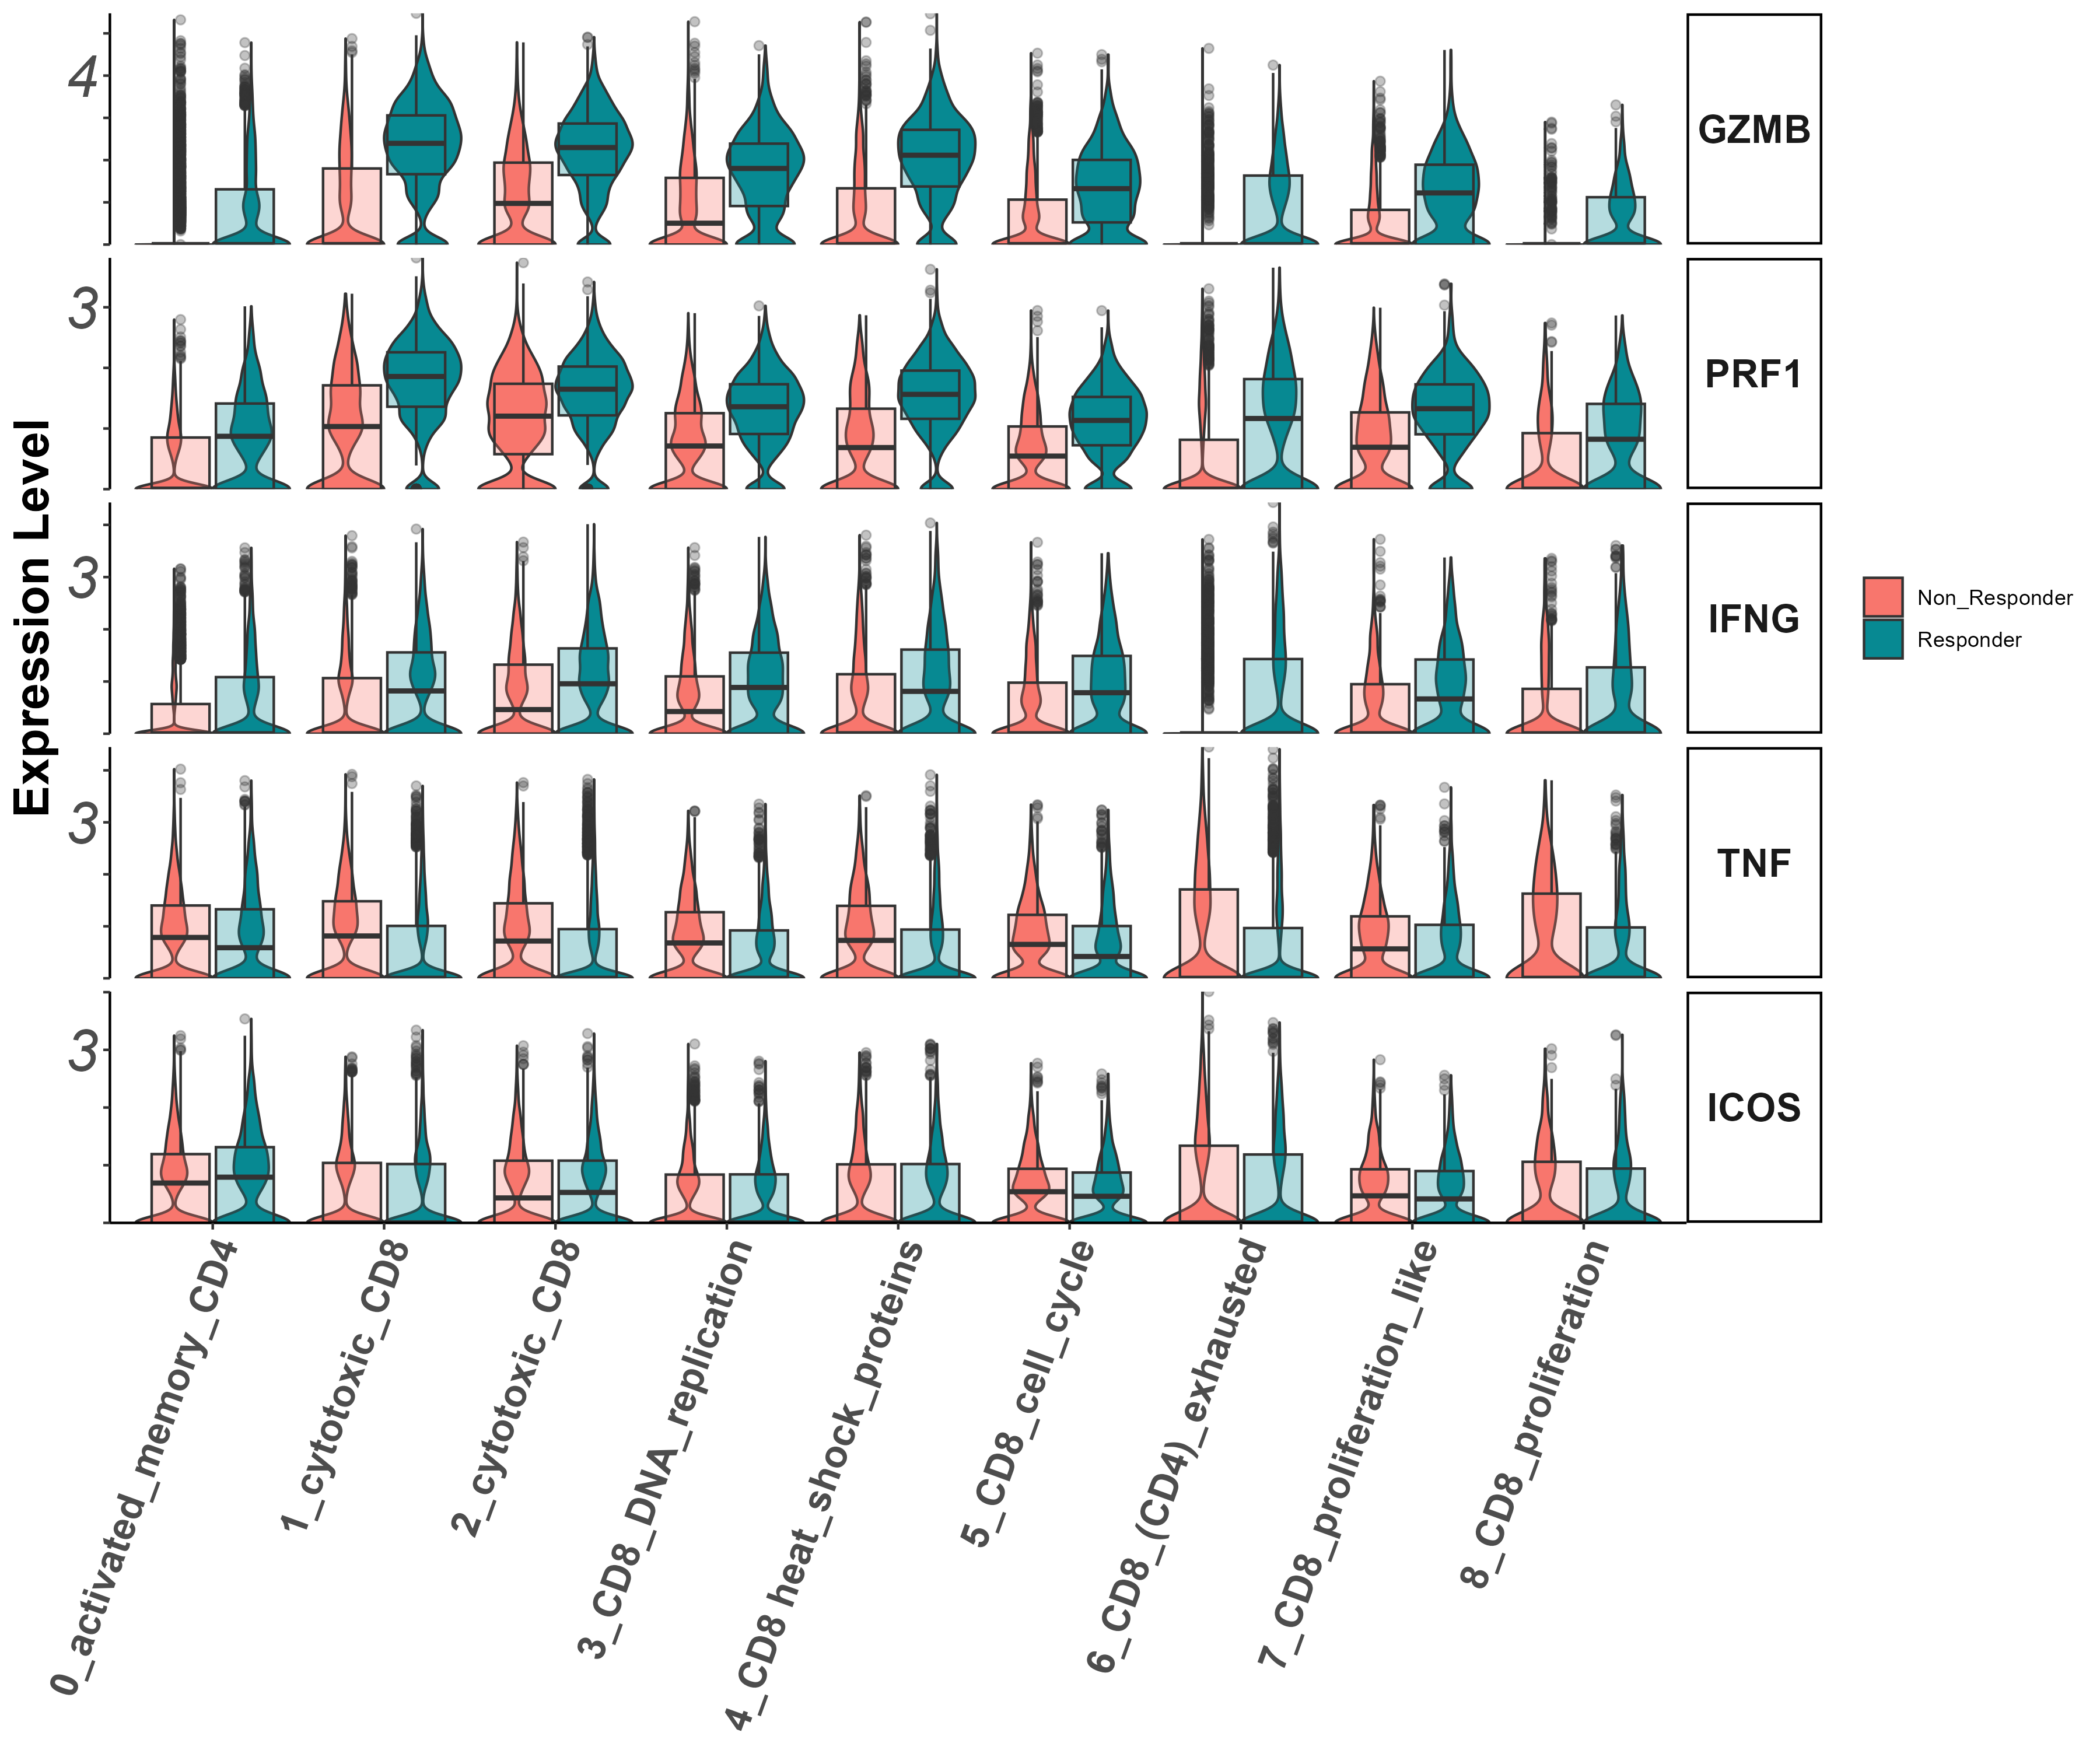 Expression Level
4
GZMB
3
PRF1
3
IFNG
3
TNF
3
ICOS
Non_Responder
Responder
0_activated_memory_CD4
1_cytotoxic_CD8
2_cytotoxic_CD8
3_CD8_DNA_replication
4_CD8 heat_shock_proteins
5_CD8_cell_cycle
6_CD8_(CD4)_exhausted
7_CD8_proliferation_like
8_CD8_proliferation